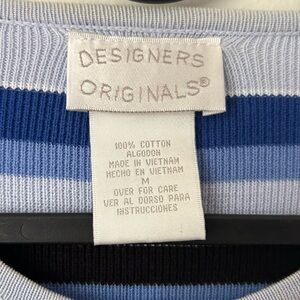 DESIGNERS
ORIGINALS®
100% COTTON
ALGODON
MADE IN VIETNAM
HECHO EN VIETNAM
M
OVER FOR CARE
VER AL DORSO PARA
INSTRUCCIONES